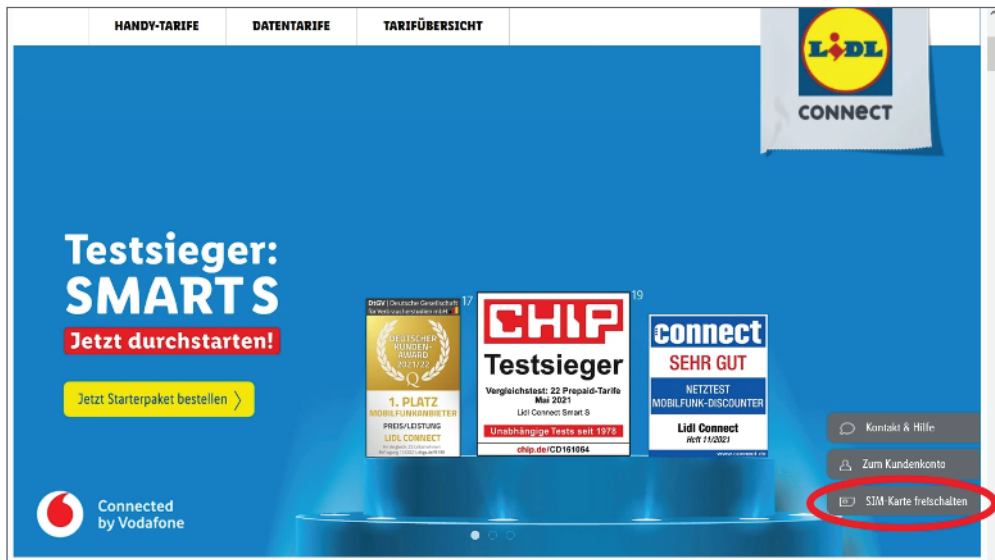 HANDY-TARIFE
DATENTARIFE
TARIFÜBERSICHT
LIDL
CONNECT
Testsieger:
SMART S
Jetzt durchstarten!
Jetzt Starterpaket bestellen
DtGV | Deutsche Gesellschaft
für Verbraucherstudien mbH
17
DEUTSCHER
KUNDEN-
AWARD
2021/22
Q
1. PLATZ
MOBILFUNKANBIETER
PREIS/LEISTUNG
LIDL CONNECT
19
CHIP
Testsieger
Vergleichstest: 22 Prepaid-Tarife
Mai 2021
Lidl Connect Smart S
Unabhängige Tests seit 1978
chip.de/CD161064
connect
SEHR GUT
NETZTEST
MOBILFUNK-DISCOUNTER
Lidl Connect
Heft 11/2021
www.connect.de
Kontakt & Hilfe
Zum Kundenkonto
SIM-Karte freischalten
Connected
by Vodafone